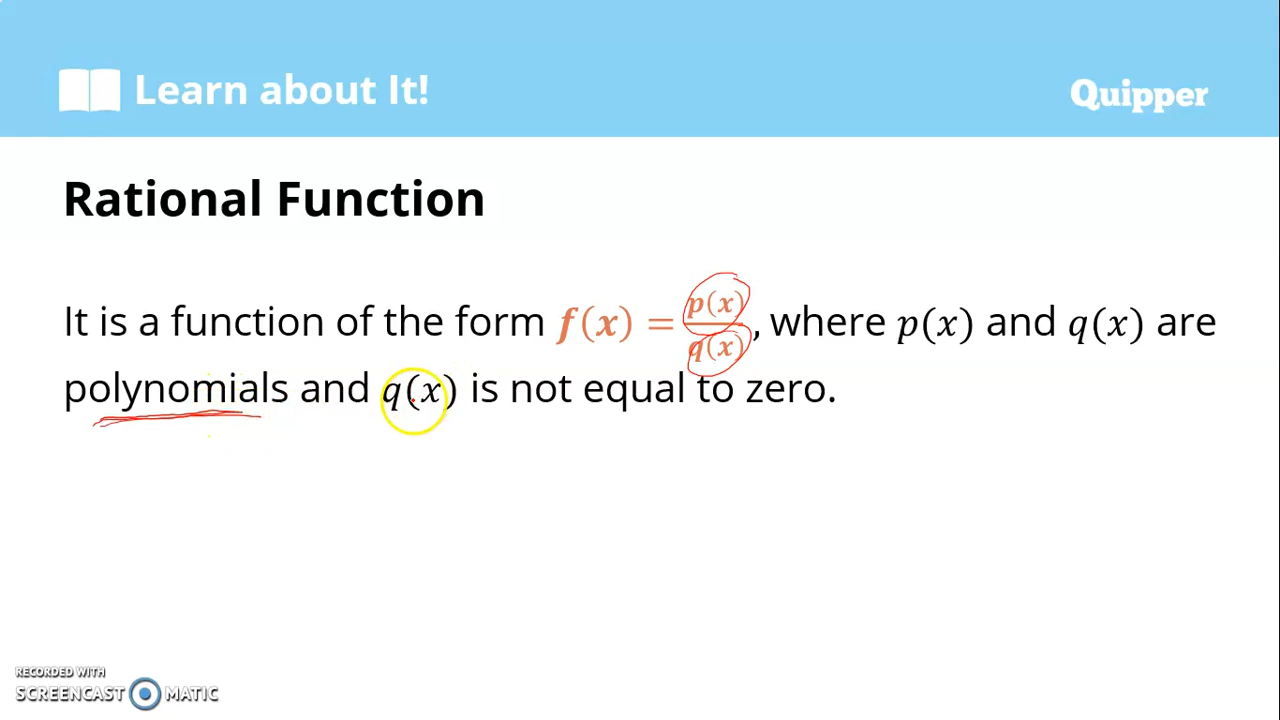 Learn about It!
Quipper
Rational Function
It is a function of the form f(x) = p(x)/q(x), where p(x) and q(x) are
polynomials and q(x) is not equal to zero.
RECORDED WITH
SCREENCAST MATIC